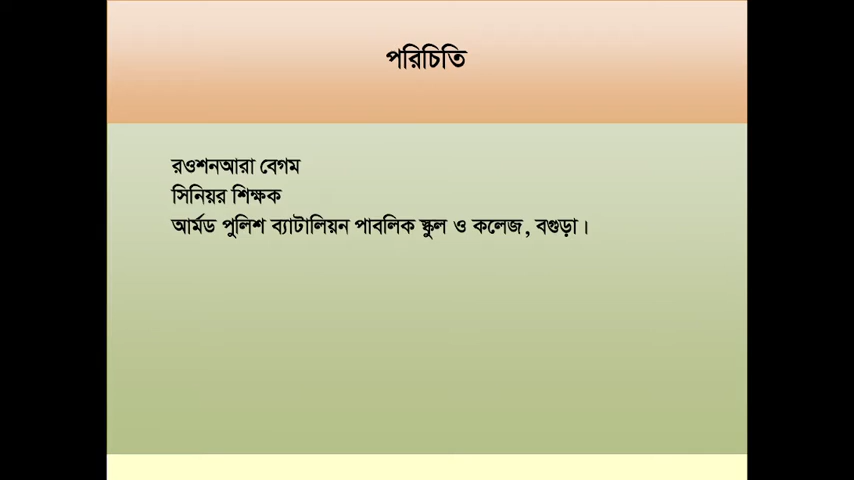 পরিচিতি
রওশনআরা বেগম
সিনিয়র শিক্ষক
আর্মড পুলিশ ব্যাটালিয়ন পাবলিক স্কুল ও কলেজ, বগুড়া।